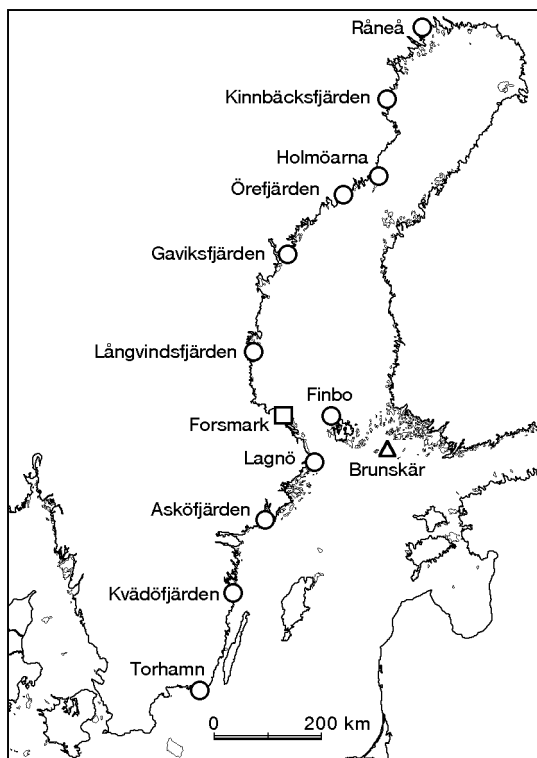 Råneå
Kinnbäcksfjärden
Holmöarna
Örefjärden
Gaviksfjärden
Långvindsfjärden
Finbo
Forsmark
Lagnö
Brunskär
Asköfjärden
Kvädöfjärden
Torhamn
0 200 km